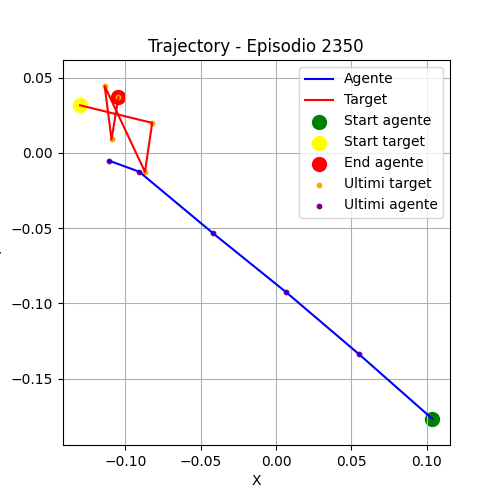 Trajectory - Episodio 2350
Agente
Target
Start agente
Start target
End agente
Ultimi target
Ultimi agente
0.05
0.00
−0.05
−0.10
−0.15
−0.10
−0.05
0.00
0.05
0.10
X